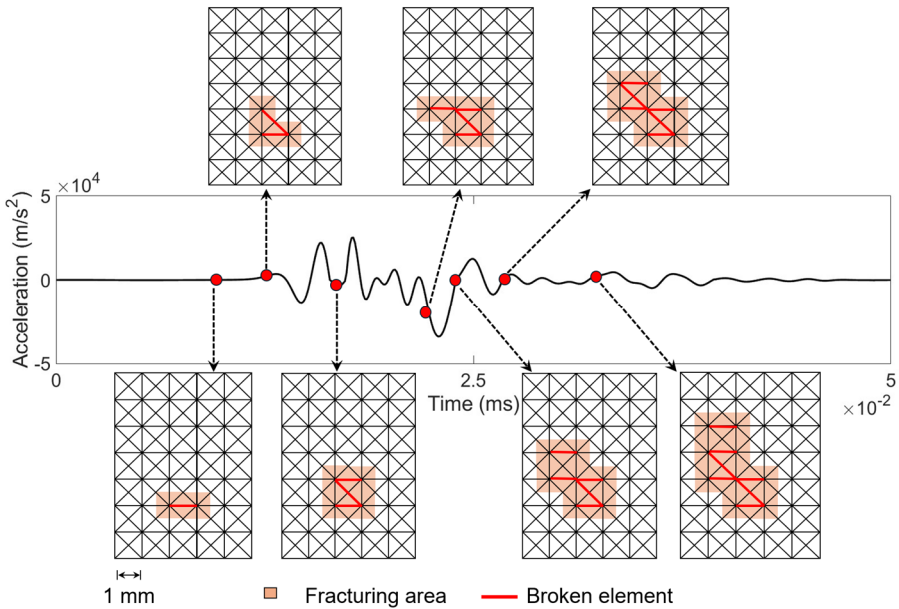 5 ×10⁴
Acceleration (m/s²)
0
-5
0
2.5
5
Time (ms)
×10⁻²
1 mm
Fracturing area
Broken element